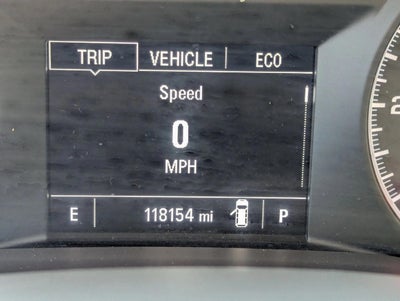 TRIP VEHICLE ECO
Speed
0
MPH
E 118154 mi P